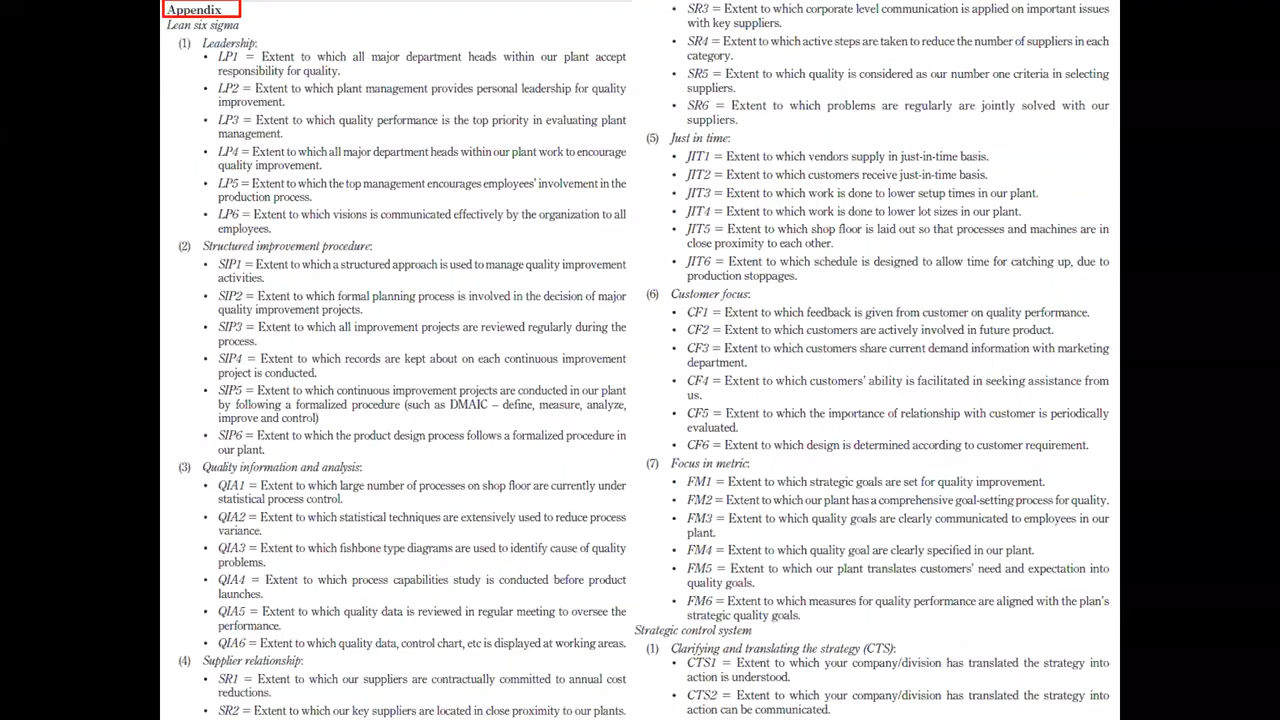 Appendix
Lean six sigma
(1) Leadership:
• LP1 = Extent to which all major department heads within our plant accept
responsibility for quality.
• LP2 = Extent to which plant management provides personal leadership for quality
improvement.
• LP3 = Extent to which quality performance is the top priority in evaluating plant
management.
• LP4 = Extent to which all major department heads within our plant work to encourage
quality improvement.
• LP5 = Extent to which the top management encourages employees' involvement in the
production process.
• LP6 = Extent to which visions is communicated effectively by the organization to all
employees.
(2) Structured improvement procedure:
• SIP1 = Extent to which a structured approach is used to manage quality improvement
activities.
• SIP2 = Extent to which formal planning process is involved in the decision of major
quality improvement projects.
• SIP3 = Extent to which all improvement projects are reviewed regularly during the
process.
• SIP4 = Extent to which records are kept about on each continuous improvement
project is conducted.
• SIP5 = Extent to which continuous improvement projects are conducted in our plant
by following a formalized procedure (such as DMAIC – define, measure, analyze,
improve and control)
• SIP6 = Extent to which the product design process follows a formalized procedure in
our plant.
(3) Quality information and analysis:
• QIA1 = Extent to which large number of processes on shop floor are currently under
statistical process control.
• QIA2 = Extent to which statistical techniques are extensively used to reduce process
variance.
• QIA3 = Extent to which fishbone type diagrams are used to identify cause of quality
problems.
• QIA4 = Extent to which process capabilities study is conducted before product
launches.
• QIA5 = Extent to which quality data is reviewed in regular meeting to oversee the
performance.
• QIA6 = Extent to which quality data, control chart, etc is displayed at working areas.
(4) Supplier relationship:
• SR1 = Extent to which our suppliers are contractually committed to annual cost
reductions.
• SR2 = Extent to which our key suppliers are located in close proximity to our plants.
• SR3 = Extent to which corporate level communication is applied on important issues
with key suppliers.
• SR4 = Extent to which active steps are taken to reduce the number of suppliers in each
category.
• SR5 = Extent to which quality is considered as our number one criteria in selecting
suppliers.
• SR6 = Extent to which problems are regularly are jointly solved with our
suppliers.
(5) Just in time:
• JIT1 = Extent to which vendors supply in just-in-time basis.
• JIT2 = Extent to which customers receive just-in-time basis.
• JIT3 = Extent to which work is done to lower setup times in our plant.
• JIT4 = Extent to which work is done to lower lot sizes in our plant.
• JIT5 = Extent to which shop floor is laid out so that processes and machines are in
close proximity to each other.
• JIT6 = Extent to which schedule is designed to allow time for catching up, due to
production stoppages.
(6) Customer focus:
• CF1 = Extent to which feedback is given from customer on quality performance.
• CF2 = Extent to which customers are actively involved in future product.
• CF3 = Extent to which customers share current demand information with marketing
department.
• CF4 = Extent to which customers' ability is facilitated in seeking assistance from
us.
• CF5 = Extent to which the importance of relationship with customer is periodically
evaluated.
• CF6 = Extent to which design is determined according to customer requirement.
(7) Focus in metric:
• FM1 = Extent to which strategic goals are set for quality improvement.
• FM2 = Extent to which our plant has a comprehensive goal-setting process for quality.
• FM3 = Extent to which quality goals are clearly communicated to employees in our
plant.
• FM4 = Extent to which quality goal are clearly specified in our plant.
• FM5 = Extent to which our plant translates customers' need and expectation into
quality goals.
• FM6 = Extent to which measures for quality performance are aligned with the plan's
strategic quality goals.
Strategic control system
(1) Clarifying and translating the strategy (CTS):
• CTS1 = Extent to which your company/division has translated the strategy into
action is understood.
• CTS2 = Extent to which your company/division has translated the strategy into
action can be communicated.